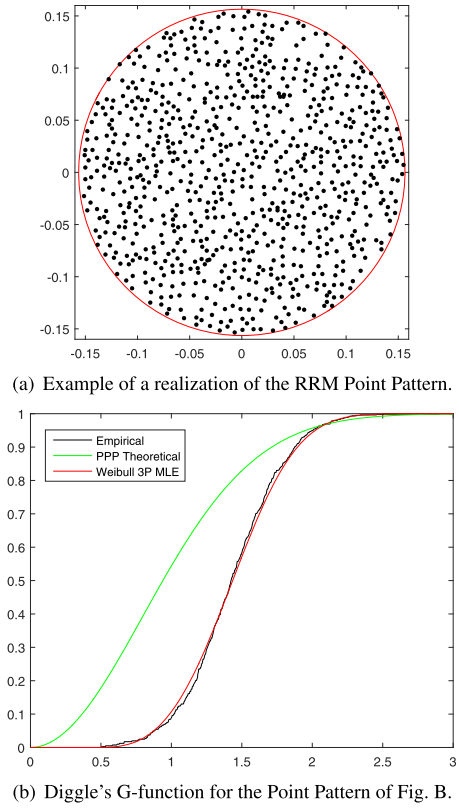 0.15
0.1
0.05
0
-0.05
-0.1
-0.15
-0.15 -0.1 -0.05 0 0.05 0.1 0.15
(a) Example of a realization of the RRM Point Pattern.
1
0.9
0.8
0.7
0.6
0.5
0.4
0.3
0.2
0.1
0
Empirical
PPP Theoretical
Weibull 3P MLE
0 0.5 1 1.5 2 2.5 3
(b) Diggle's G-function for the Point Pattern of Fig. B.